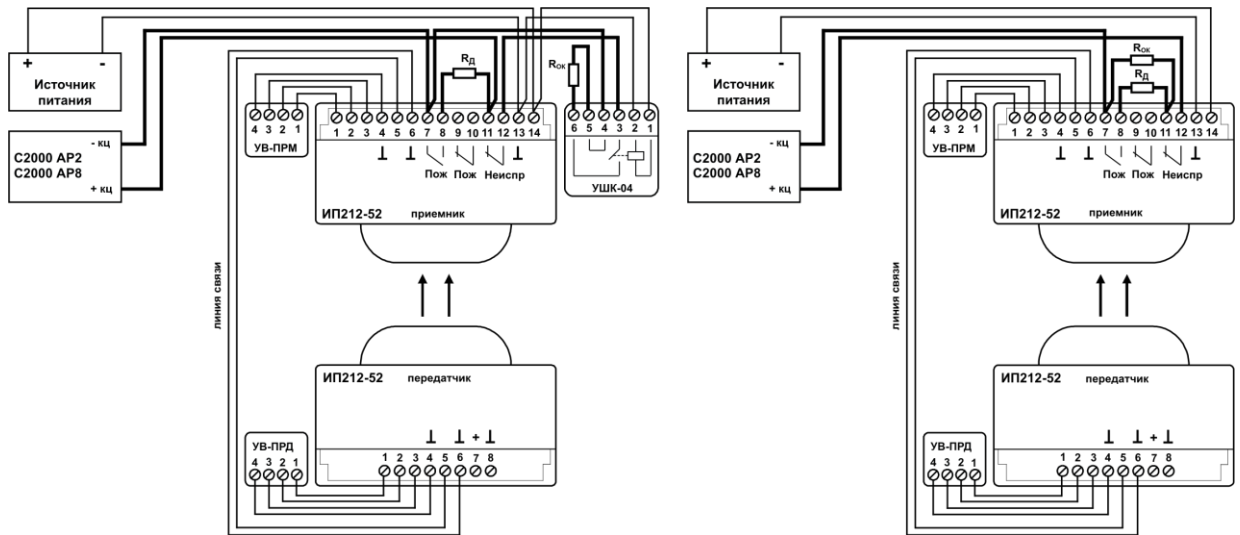 + -
Источник
питания
С2000 АР2
С2000 АР8
- кц
+ кц
4 3 2 1
УВ-ПРМ
RД
RОК
1 2 3 4 5 6 7 8 9 10 11 12 13 14
⊥ ⊥ ⊥
Пож Пож Неиспр
ИП212-52 приемник
6 5 4 3 2 1
УШК-04
линия связи
ИП212-52 передатчик
⊥ ⊥ + ⊥
УВ-ПРД
4 3 2 1
1 2 3 4 5 6 7 8
+ -
Источник
питания
С2000 АР2
С2000 АР8
- кц
+ кц
4 3 2 1
УВ-ПРМ
RОК
RД
1 2 3 4 5 6 7 8 9 10 11 12 13 14
⊥ ⊥ ⊥
Пож Пож Неиспр
ИП212-52 приемник
линия связи
ИП212-52 передатчик
⊥ ⊥ + ⊥
УВ-ПРД
4 3 2 1
1 2 3 4 5 6 7 8